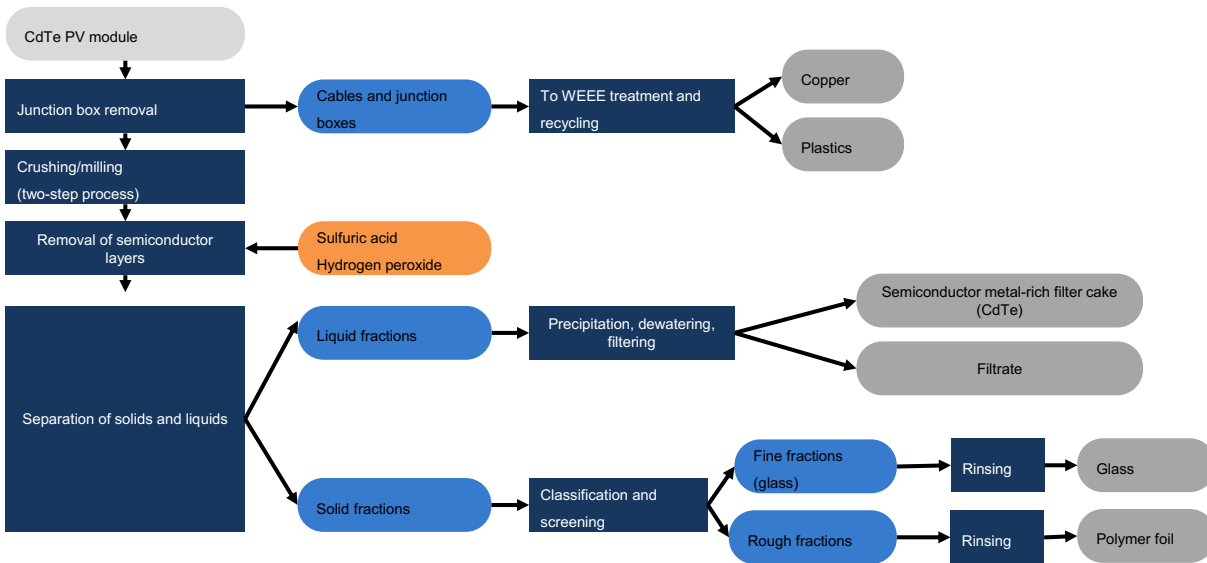 CdTe PV module
Junction box removal
Cables and junction
boxes
To WEEE treatment and
recycling
Copper
Plastics
Crushing/milling
(two-step process)
Removal of semiconductor
layers
Sulfuric acid
Hydrogen peroxide
Separation of solids and liquids
Liquid fractions
Precipitation, dewatering,
filtering
Semiconductor metal-rich filter cake
(CdTe)
Filtrate
Solid fractions
Classification and
screening
Fine fractions
(glass)
Rinsing
Glass
Rough fractions
Rinsing
Polymer foil